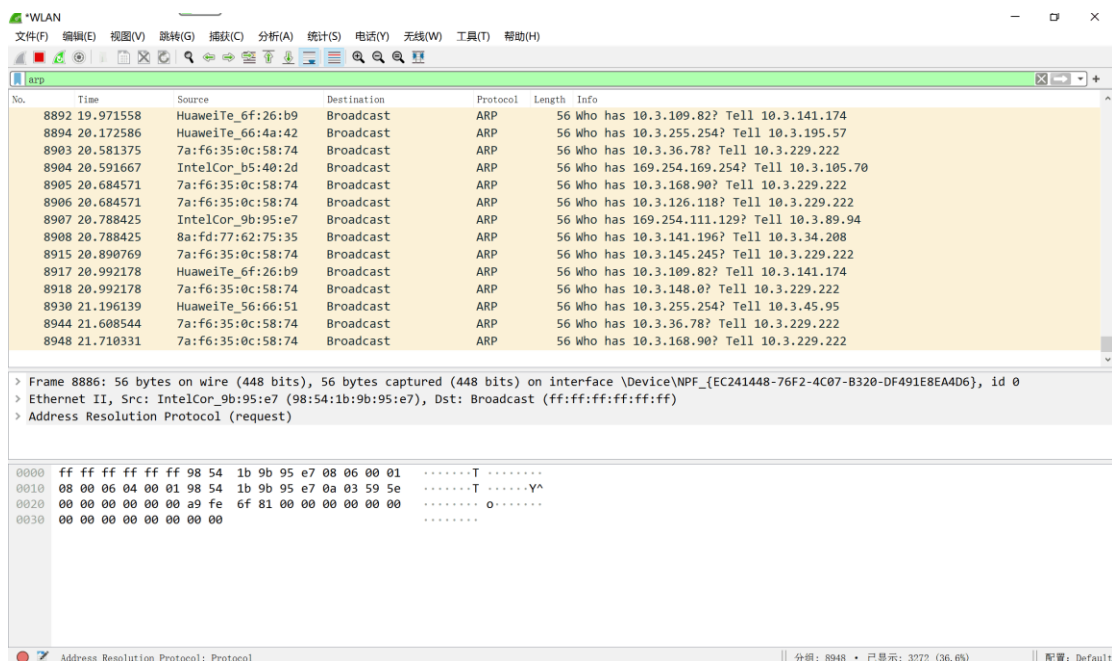 *WLAN
文件(F) 编辑(E) 视图(V) 跳转(G) 捕获(C) 分析(A) 统计(S) 电话(Y) 无线(W) 工具(T) 帮助(H)
arp
No. Time Source Destination Protocol Length Info
8892 19.971558 HuaweiTe_6f:26:b9 Broadcast ARP 56 Who has 10.3.109.82? Tell 10.3.141.174
8894 20.172586 HuaweiTe_66:4a:42 Broadcast ARP 56 Who has 10.3.255.254? Tell 10.3.195.57
8903 20.581375 7a:f6:35:0c:58:74 Broadcast ARP 56 Who has 10.3.36.78? Tell 10.3.229.222
8904 20.591667 IntelCor_b5:40:2d Broadcast ARP 56 Who has 169.254.169.254? Tell 10.3.105.70
8905 20.684571 7a:f6:35:0c:58:74 Broadcast ARP 56 Who has 10.3.168.90? Tell 10.3.229.222
8906 20.684571 7a:f6:35:0c:58:74 Broadcast ARP 56 Who has 10.3.126.118? Tell 10.3.229.222
8907 20.788425 IntelCor_9b:95:e7 Broadcast ARP 56 Who has 169.254.111.129? Tell 10.3.89.94
8908 20.788425 8a:fd:77:62:75:35 Broadcast ARP 56 Who has 10.3.141.196? Tell 10.3.34.208
8915 20.890769 7a:f6:35:0c:58:74 Broadcast ARP 56 Who has 10.3.145.245? Tell 10.3.229.222
8917 20.992178 HuaweiTe_6f:26:b9 Broadcast ARP 56 Who has 10.3.109.82? Tell 10.3.141.174
8918 20.992178 7a:f6:35:0c:58:74 Broadcast ARP 56 Who has 10.3.148.0? Tell 10.3.229.222
8930 21.196139 HuaweiTe_56:66:51 Broadcast ARP 56 Who has 10.3.255.254? Tell 10.3.45.95
8944 21.608544 7a:f6:35:0c:58:74 Broadcast ARP 56 Who has 10.3.36.78? Tell 10.3.229.222
8948 21.710331 7a:f6:35:0c:58:74 Broadcast ARP 56 Who has 10.3.168.90? Tell 10.3.229.222
> Frame 8886: 56 bytes on wire (448 bits), 56 bytes captured (448 bits) on interface \Device\NPF_{EC241448-76F2-4C07-B320-DF491E8EA4D6}, id 0
> Ethernet II, Src: IntelCor_9b:95:e7 (98:54:1b:9b:95:e7), Dst: Broadcast (ff:ff:ff:ff:ff:ff)
> Address Resolution Protocol (request)
0000 ff ff ff ff ff ff 98 54 1b 9b 95 e7 08 06 00 01 ·······T ········
0010 08 00 06 04 00 01 98 54 1b 9b 95 e7 0a 03 59 5e ·······T ······Y^
0020 00 00 00 00 00 00 a9 fe 6f 81 00 00 00 00 00 00 ········ o·······
0030 00 00 00 00 00 00 00 00 ········
Address Resolution Protocol: Protocol 分组: 8948 · 已显示: 3272 (36.6%) 配置: Default